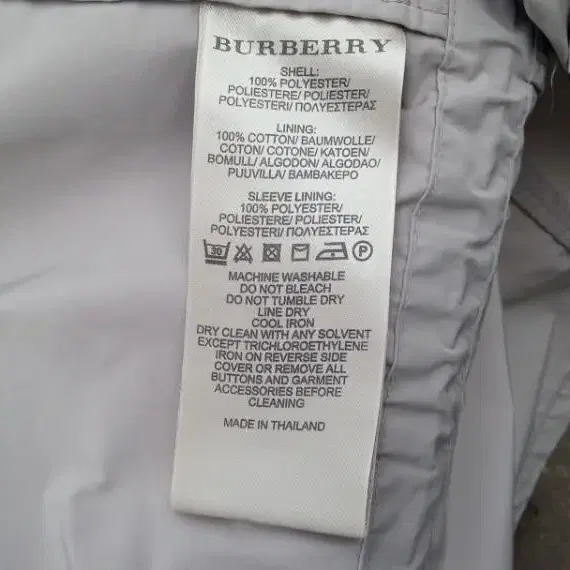 BURBERRY
SHELL:
100% POLYESTER/
POLIESTERE/ POLIESTER/
POLYESTERI/ ΠΟΛΥΕΣΤΕΡΑΣ
LINING:
100% COTTON/ BAUMWOLLE/
COTON/ COTONE/ KATOEN/
BOMULL/ ALGODON/ ALGODAO/
PUUVILLA/ BAMBAKEPO
SLEEVE LINING:
100% POLYESTER/
POLIESTERE/ POLIESTER/
POLYESTERI/ ΠΟΛΥΕΣΤΕΡΑΣ
30 P
MACHINE WASHABLE
DO NOT BLEACH
DO NOT TUMBLE DRY
LINE DRY
COOL IRON
DRY CLEAN WITH ANY SOLVENT
EXCEPT TRICHLOROETHYLENE
IRON ON REVERSE SIDE
COVER OR REMOVE ALL
BUTTONS AND GARMENT
ACCESSORIES BEFORE
CLEANING
MADE IN THAILAND